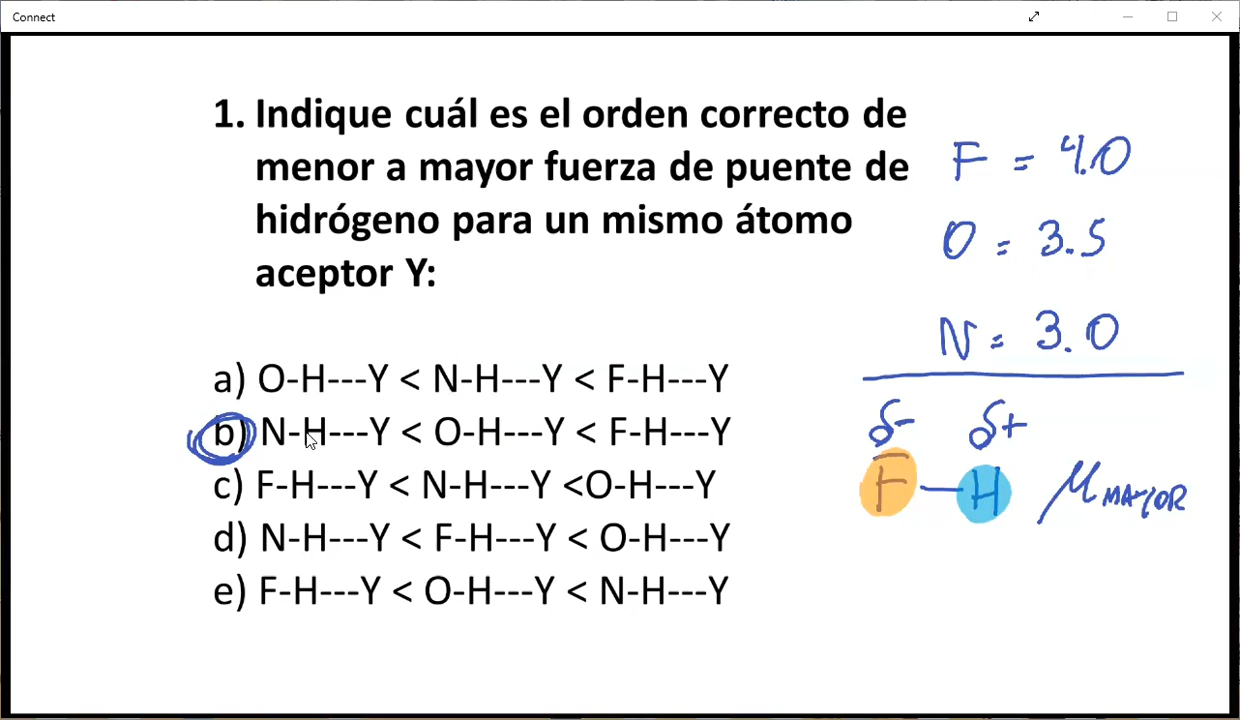 Connect
1. Indique cuál es el orden correcto de
menor a mayor fuerza de puente de
hidrógeno para un mismo átomo
aceptor Y:
a) O-H---Y < N-H---Y < F-H---Y
b) N-H---Y < O-H---Y < F-H---Y
c) F-H---Y < N-H---Y <O-H---Y
d) N-H---Y < F-H---Y < O-H---Y
e) F-H---Y < O-H---Y < N-H---Y
F = 4.0
O = 3.5
N = 3.0
δ- δ+
F — H μ MAYOR